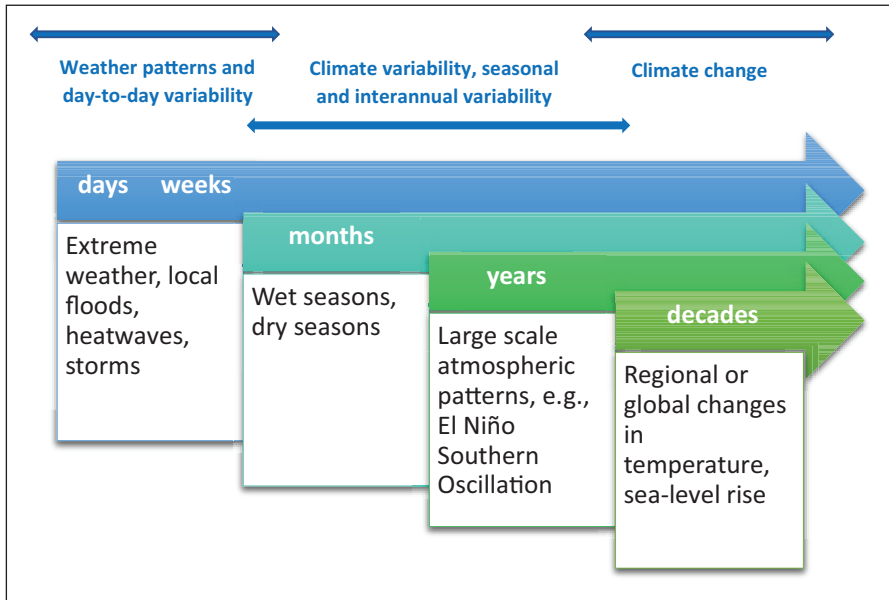 Weather patterns and
day-to-day variability
Climate variability, seasonal
and interannual variability
Climate change
days weeks
Extreme
weather, local
floods,
heatwaves,
storms
months
Wet seasons,
dry seasons
years
Large scale
atmospheric
patterns, e.g.,
El Niño
Southern
Oscillation
decades
Regional or
global changes
in
temperature,
sea-level rise